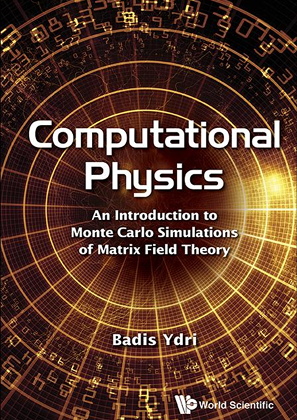 Computational
Physics
An Introduction to
Monte Carlo Simulations
of Matrix Field Theory
Badis Ydri
World Scientific